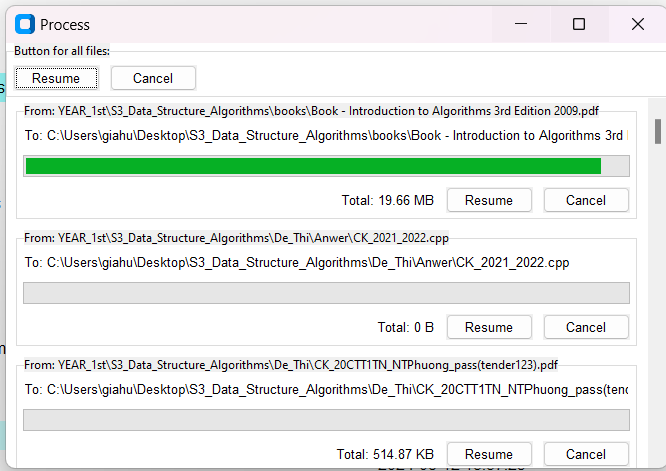 Process
Button for all files:
Resume Cancel
From: YEAR_1st\S3_Data_Structure_Algorithms\books\Book - Introduction to Algorithms 3rd Edition 2009.pdf
To: C:\Users\giahu\Desktop\S3_Data_Structure_Algorithms\books\Book - Introduction to Algorithms 3rd
Total: 19.66 MB Resume Cancel
From: YEAR_1st\S3_Data_Structure_Algorithms\De_Thi\Anwer\CK_2021_2022.cpp
To: C:\Users\giahu\Desktop\S3_Data_Structure_Algorithms\De_Thi\Anwer\CK_2021_2022.cpp
Total: 0 B Resume Cancel
From: YEAR_1st\S3_Data_Structure_Algorithms\De_Thi\CK_20CTT1TN_NTPhuong_pass(tender123).pdf
To: C:\Users\giahu\Desktop\S3_Data_Structure_Algorithms\De_Thi\CK_20CTT1TN_NTPhuong_pass(tend
Total: 514.87 KB Resume Cancel